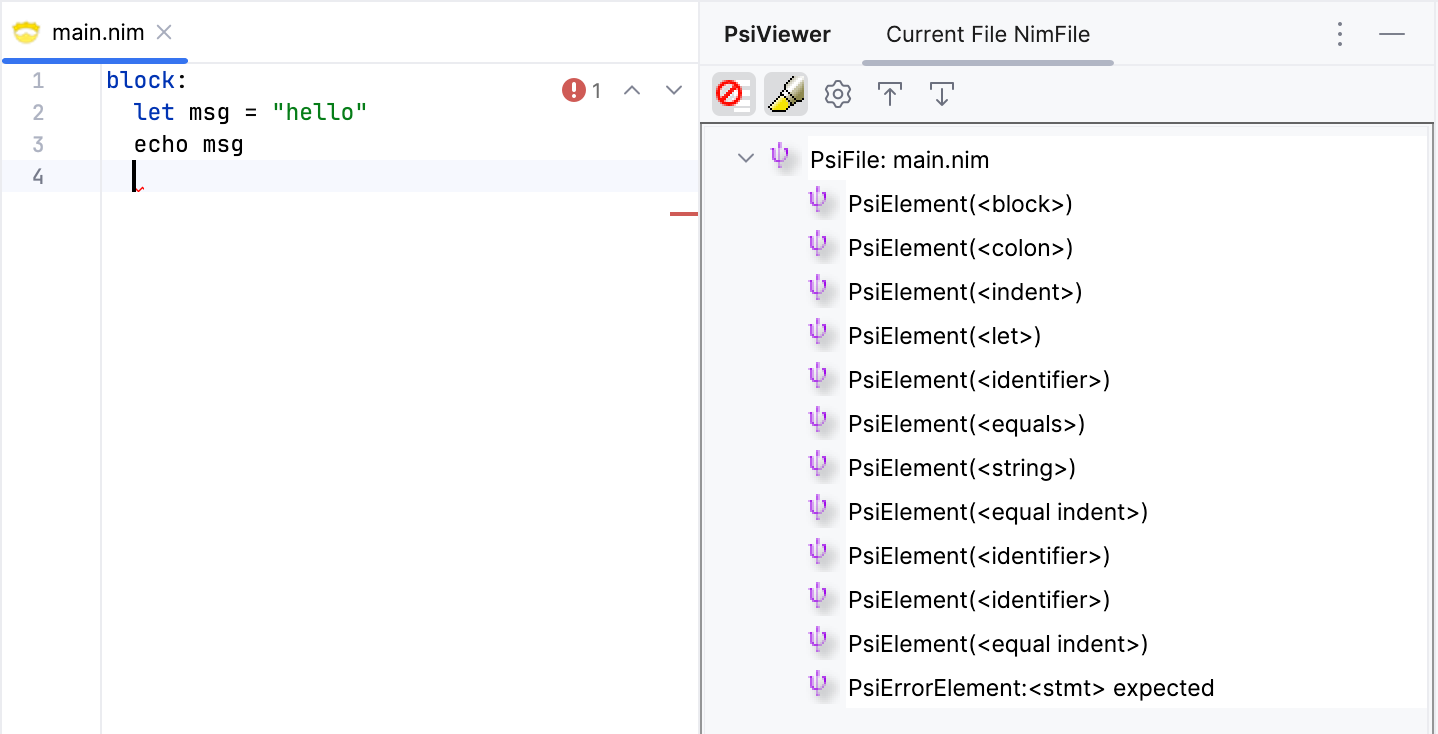 main.nim
1 block:
2 let msg = "hello"
3 echo msg
4
1
PsiViewer Current File NimFile
PsiFile: main.nim
PsiElement(<block>)
PsiElement(<colon>)
PsiElement(<indent>)
PsiElement(<let>)
PsiElement(<identifier>)
PsiElement(<equals>)
PsiElement(<string>)
PsiElement(<equal indent>)
PsiElement(<identifier>)
PsiElement(<identifier>)
PsiElement(<equal indent>)
PsiErrorElement:<stmt> expected